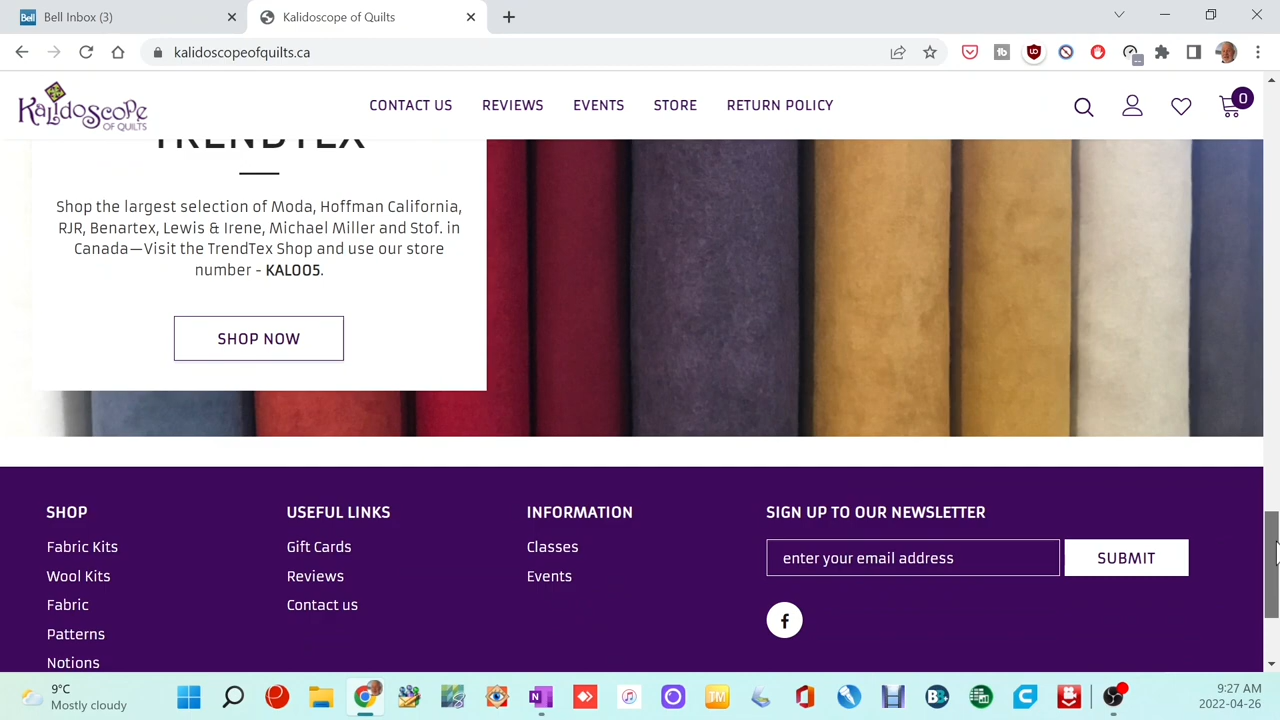 Bell Inbox (3)
Kalidoscope of Quilts
kalidoscopeofquilts.ca
KALIDOSCOPE
OF QUILTS
CONTACT US
REVIEWS
EVENTS
STORE
RETURN POLICY
0
TRENDTEX
Shop the largest selection of Moda, Hoffman California,
RJR, Benartex, Lewis & Irene, Michael Miller and Stof. in
Canada—Visit the TrendTex Shop and use our store
number - KAL005.
SHOP NOW
SHOP
Fabric Kits
Wool Kits
Fabric
Patterns
Notions
USEFUL LINKS
Gift Cards
Reviews
Contact us
INFORMATION
Classes
Events
SIGN UP TO OUR NEWSLETTER
enter your email address
SUBMIT
9°C
Mostly cloudy
9:27 AM
2022-04-26